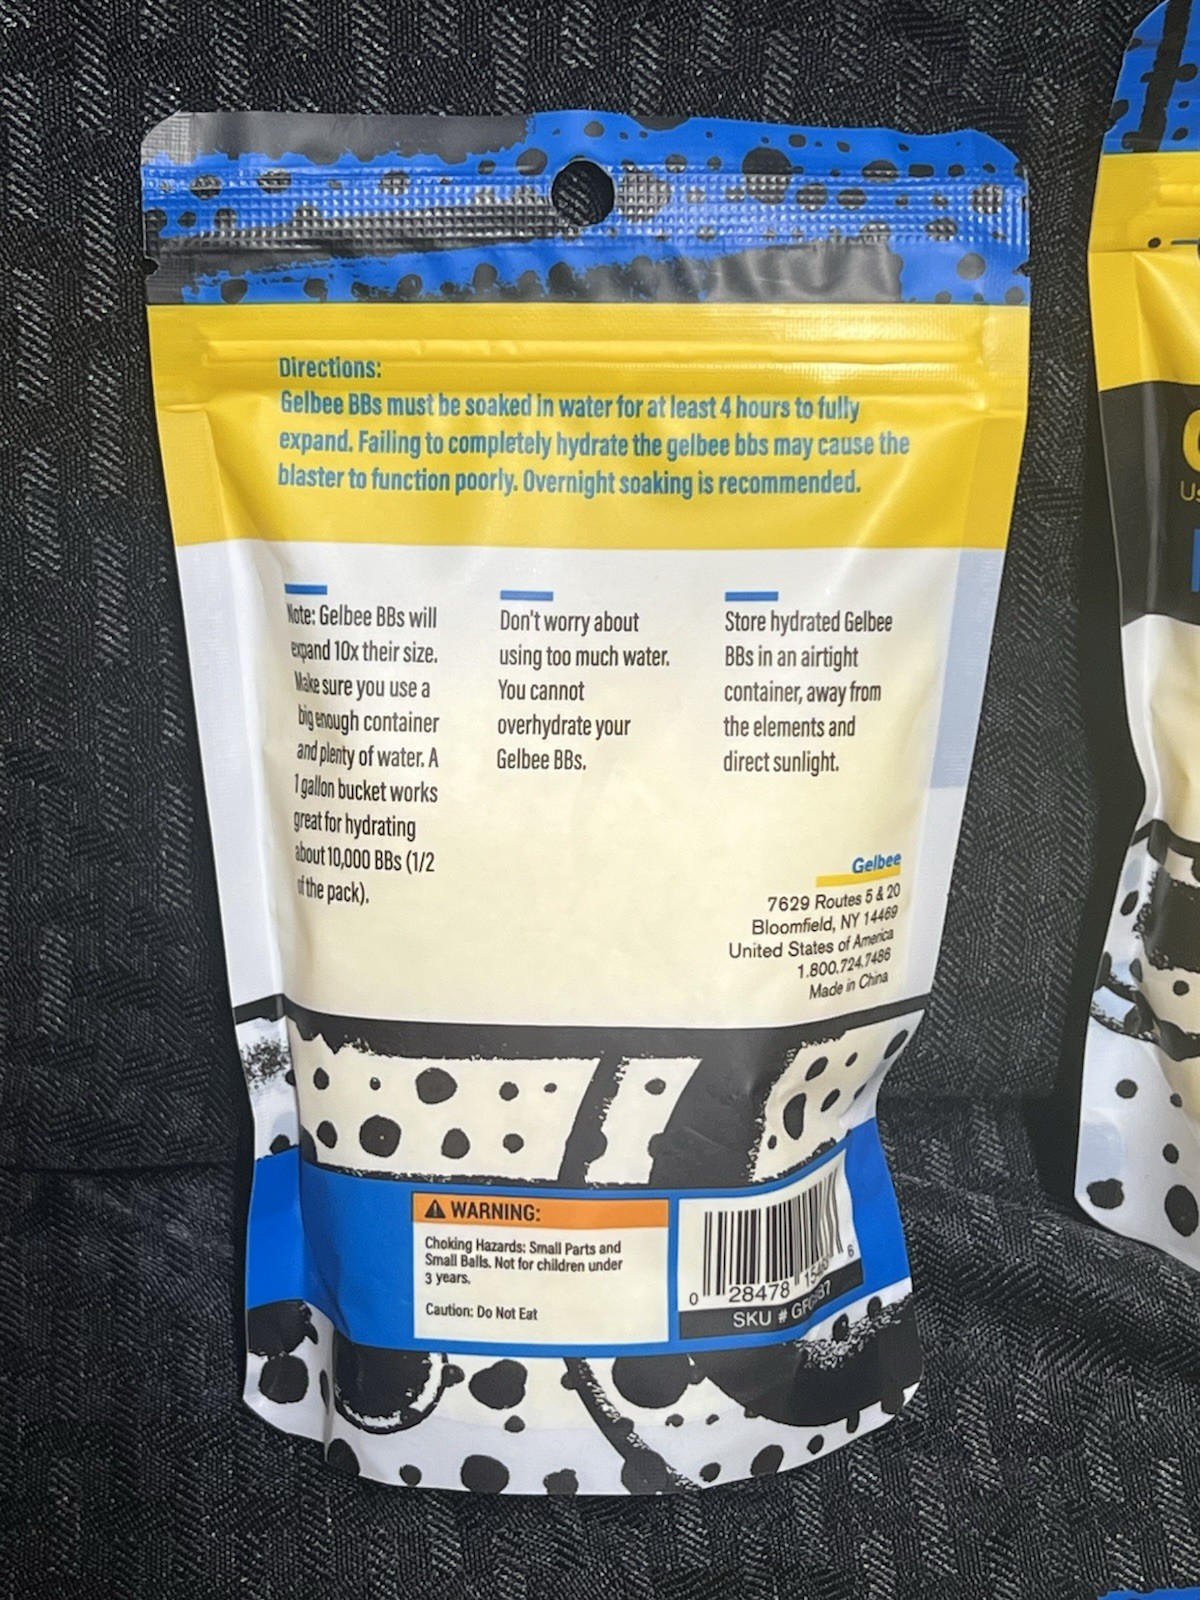 Directions:
Gelbee BBs must be soaked in water for at least 4 hours to fully
expand. Failing to completely hydrate the gelbee bbs may cause the
blaster to function poorly. Overnight soaking is recommended.
Note: Gelbee BBs will
expand 10x their size.
Make sure you use a
big enough container
and plenty of water. A
1 gallon bucket works
great for hydrating
about 10,000 BBs (1/2
of the pack).
Don't worry about
using too much water.
You cannot
overhydrate your
Gelbee BBs.
Store hydrated Gelbee
BBs in an airtight
container, away from
the elements and
direct sunlight.
Gelbee
7629 Routes 5 & 20
Bloomfield, NY 14469
United States of America
1.800.724.7486
Made in China
WARNING:
Choking Hazards: Small Parts and
Small Balls. Not for children under
3 years.
Caution: Do Not Eat
0 28478 6
SKU #